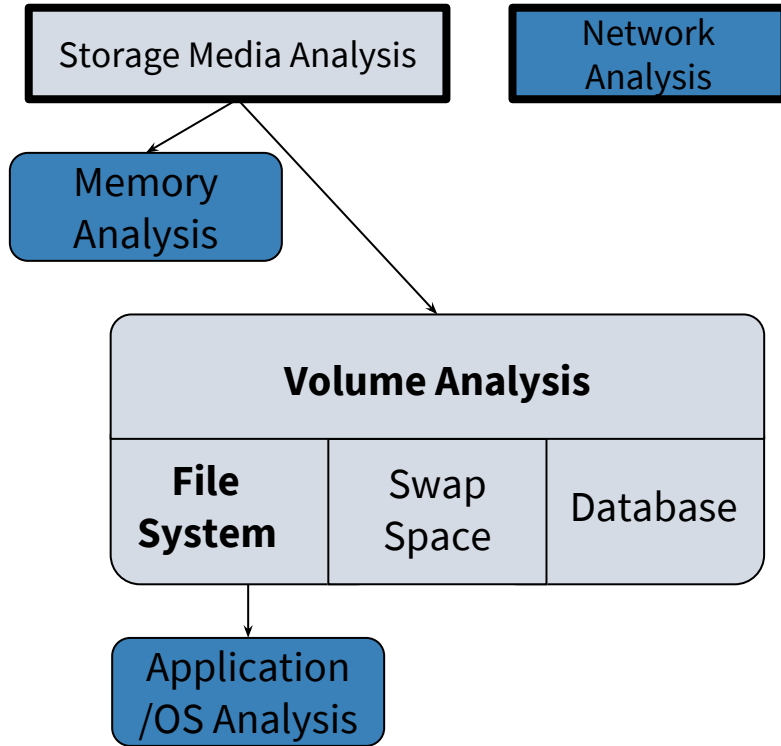 Storage Media Analysis
Network
Analysis
Memory
Analysis
Volume Analysis
File
System
Swap
Space
Database
Application
/OS Analysis